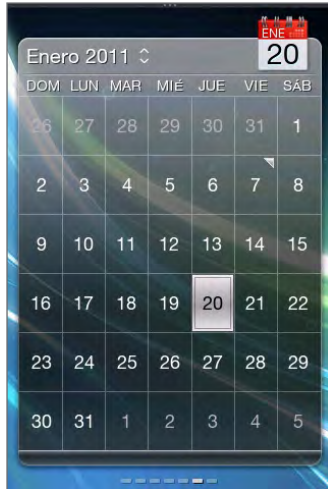 ENE
20
Enero 2011
DOM LUN MAR MIÉ JUE VIE SÁB
26 27 28 29 30 31 1
2 3 4 5 6 7 8
9 10 11 12 13 14 15
16 17 18 19 20 21 22
23 24 25 26 27 28 29
30 31 1 2 3 4 5